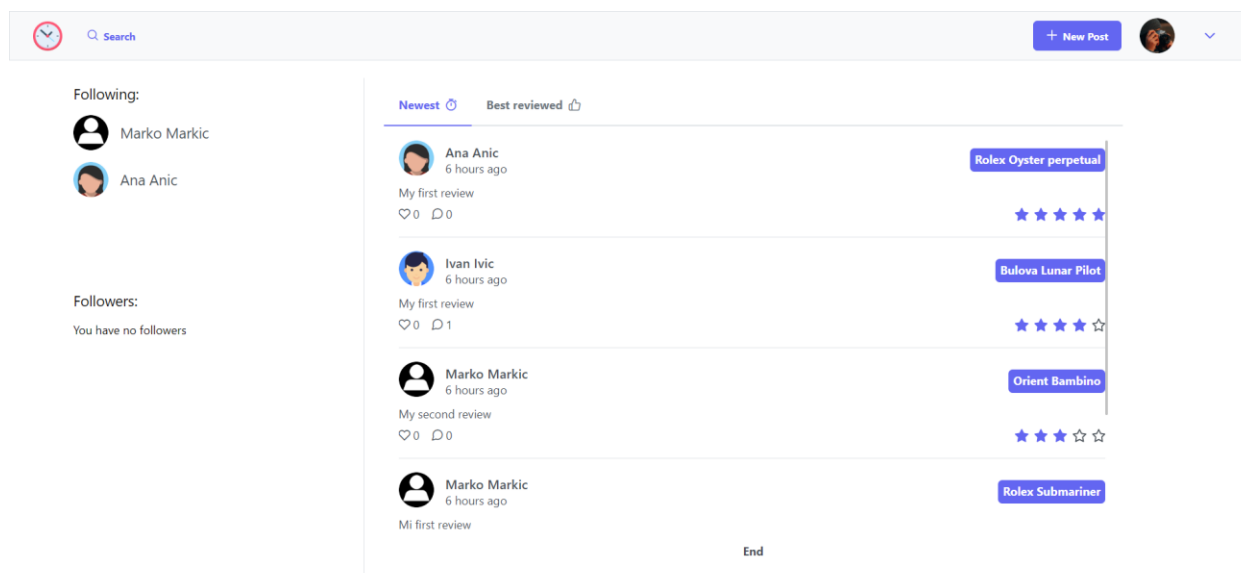 Search
+ New Post
Following:
Marko Markic
Ana Anic
Followers:
You have no followers
Newest
Best reviewed
Ana Anic
6 hours ago
Rolex Oyster perpetual
My first review
0 0
Ivan Ivic
6 hours ago
Bulova Lunar Pilot
My first review
0 1
Marko Markic
6 hours ago
Orient Bambino
My second review
0 0
Marko Markic
6 hours ago
Rolex Submariner
Mi first review
End